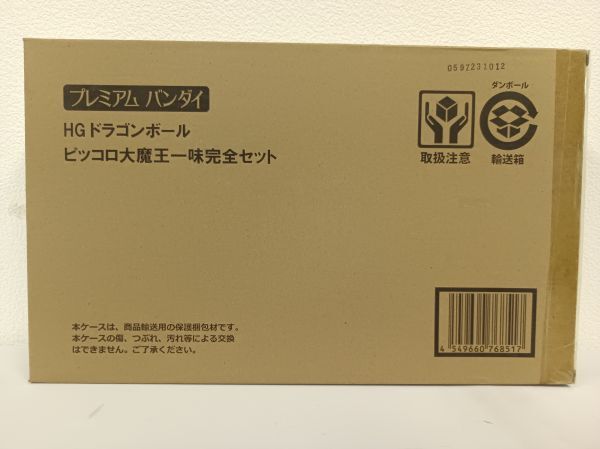 0597231012
プレミアム バンダイ
HGドラゴンボール
ピッコロ大魔王一味完全セット
取扱注意
ダンボール
輸送箱
本ケースは、商品輸送用の保護梱包材です。
本ケースの傷、つぶれ、汚れ等による交換
はできません。ご了承ください。
4 549660 768517